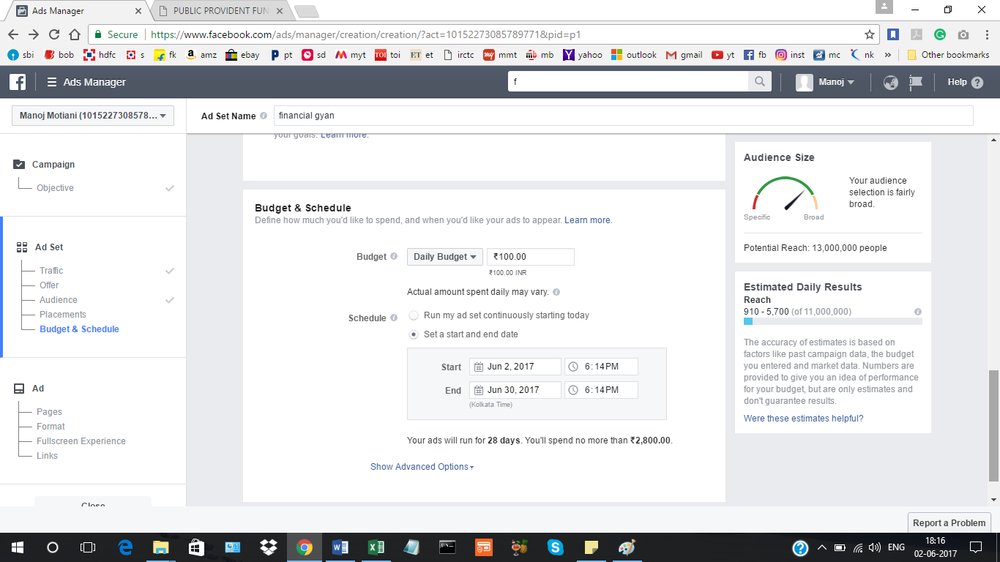 Ads Manager
PUBLIC PROVIDENT FUN
Secure https://www.facebook.com/ads/manager/creation/creation/?act=10152273085789771&pid=p1
sbi bob hdfc s fk amz ebay pt sd myt toi et irctc mmt mb yahoo outlook gmail yt fb inst mc nk » Other bookmarks
Ads Manager f Manoj Help
Manoj Motiani (1015227308578... Ad Set Name financial gyan
your goals. Learn more.
Campaign
Objective
Ad Set
Traffic
Offer
Audience
Placements
Budget & Schedule
Ad
Pages
Format
Fullscreen Experience
Links
Close
Budget & Schedule
Define how much you'd like to spend, and when you'd like your ads to appear. Learn more.
Budget Daily Budget ₹100.00
₹100.00 INR
Actual amount spent daily may vary.
Schedule Run my ad set continuously starting today
Set a start and end date
Start Jun 2, 2017 6:14PM
End Jun 30, 2017 6:14PM
(Kolkata Time)
Your ads will run for 28 days. You'll spend no more than ₹2,800.00.
Show Advanced Options
Audience Size
Your audience
selection is fairly
broad.
Specific Broad
Potential Reach: 13,000,000 people
Estimated Daily Results
Reach
910 - 5,700 (of 11,000,000)
The accuracy of estimates is based on
factors like past campaign data, the budget
you entered and market data. Numbers are
provided to give you an idea of performance
for your budget, but are only estimates and
don't guarantee results.
Were these estimates helpful?
Report a Problem
ENG 18:16
02-06-2017